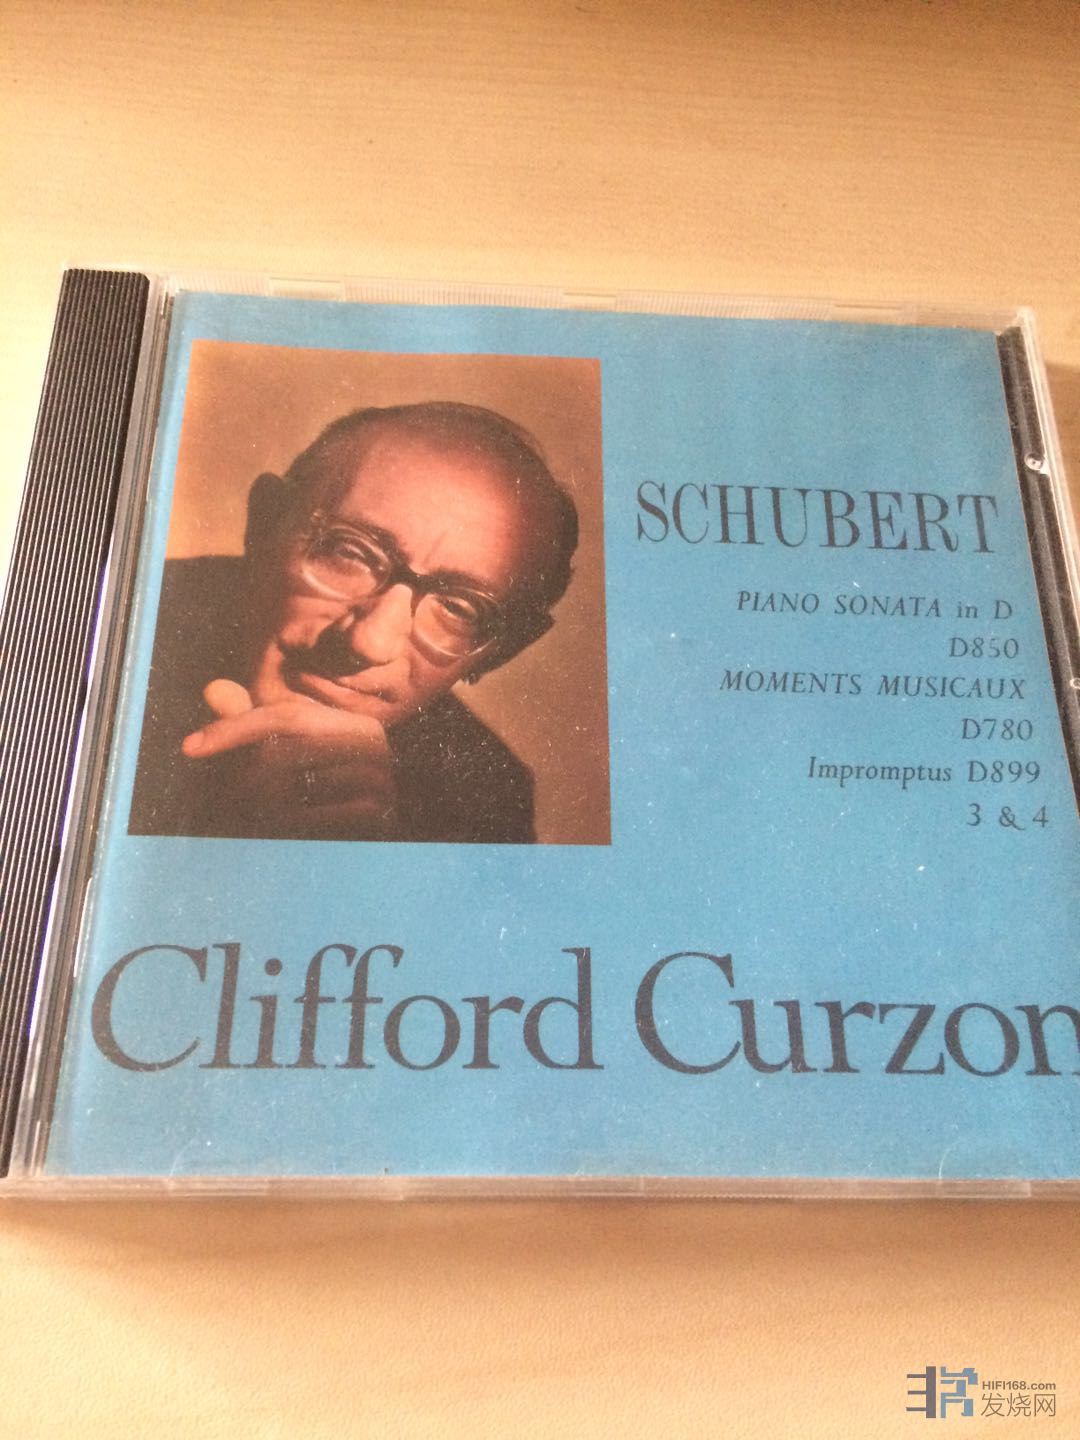 SCHUBERT
PIANO SONATA in D
D850
MOMENTS MUSICAUX
D780
Impromptus D899
3 & 4
Clifford Curzon
HIFI168.com
发烧网